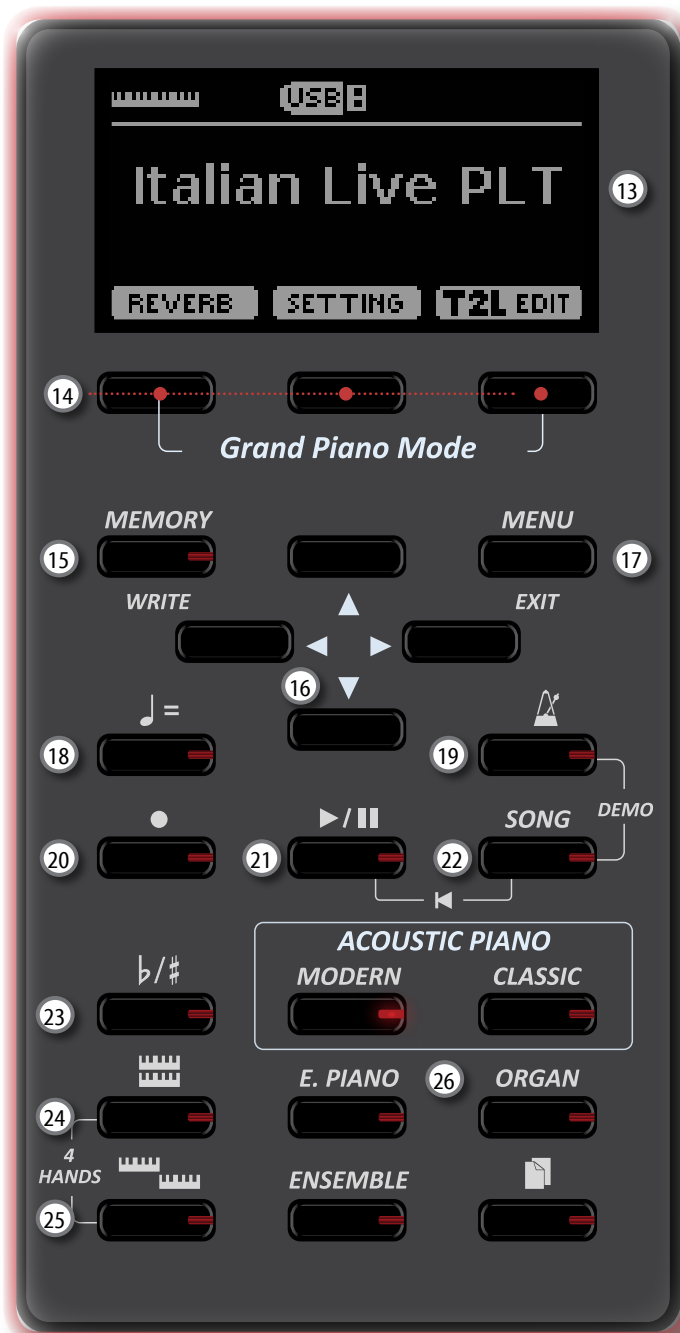 USB
Italian Live PLT
13
REVERB SETTING T2L EDIT
14
Grand Piano Mode
MEMORY MENU
15 17
WRITE EXIT
16
=
18 19
DEMO
/ SONG
20 21 22
ACOUSTIC PIANO
♭/♯ MODERN CLASSIC
23
E. PIANO 26 ORGAN
24
4
HANDS
ENSEMBLE
25